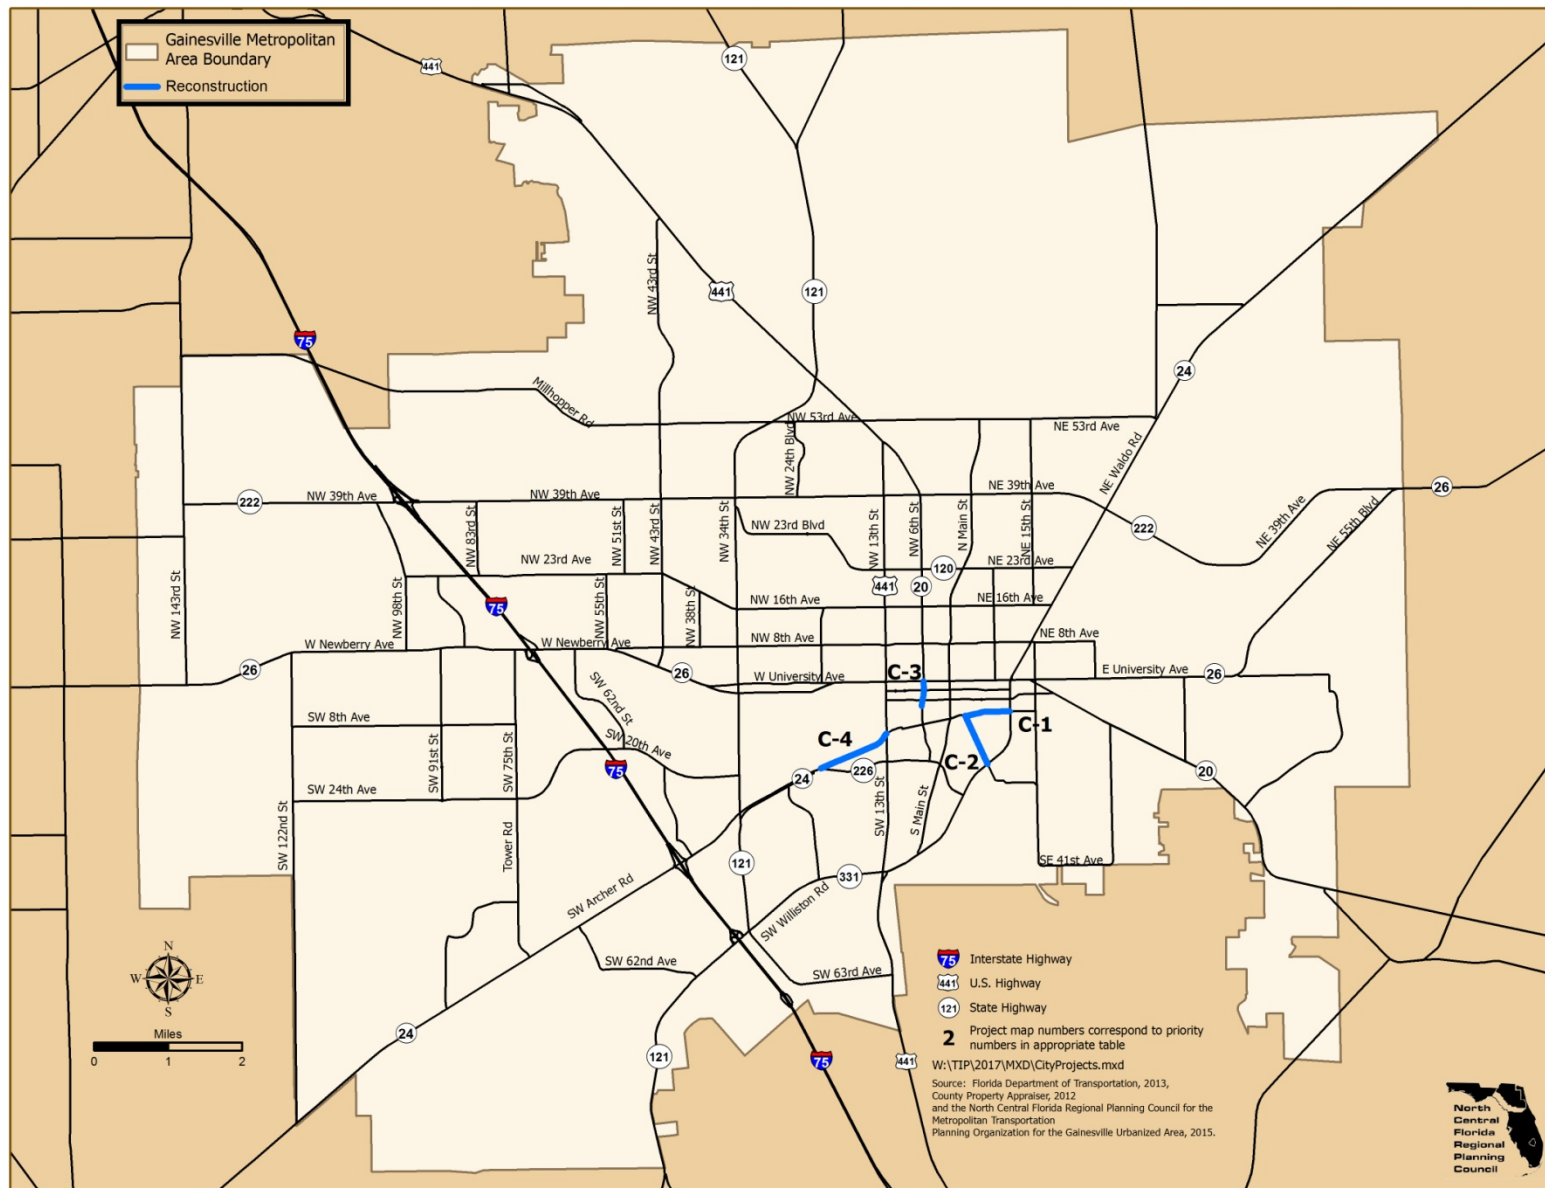 Gainesville Metropolitan
Area Boundary
Reconstruction
441
121
75
NW 43rd St
441
121
24
Millhopper Rd
NW 53rd Ave
NE 53rd Ave
NW 24th Blvd
NE Waldo Rd
222
NW 39th Ave
NW 39th Ave
NE 39th Ave
26
NW 83rd St
NW 51st St
NW 43rd St
NW 34th St
NW 23rd Blvd
NW 13th St
NW 6th St
N Main St
NE 15th St
222
NE 39th Ave
NE 55th Blvd
NW 23rd Ave
120
NE 23rd Ave
NW 143rd St
NW 98th St
75
NW 55th St
NW 38th St
441
20
NW 16th Ave
NE 16th Ave
W Newberry Ave
W Newberry Ave
NW 8th Ave
NE 8th Ave
26
26
W University Ave
C-3
E University Ave
26
SW 62nd St
SW 8th Ave
SW 91st St
SW 75th St
SW 20th Ave
C-4
C-1
C-2
75
24
226
20
SW 24th Ave
SW 122nd St
Tower Rd
SW 13th St
S Main St
121
331
SE 41st Ave
SW Archer Rd
SW Williston Rd
SW 62nd Ave
SW 63rd Ave
24
121
75
441
N
W
E
S
Miles
0
1
2
75
Interstate Highway
441
U.S. Highway
121
State Highway
2
Project map numbers correspond to priority
numbers in appropriate table
W:\TIP\2017\MXD\CityProjects.mxd
Source: Florida Department of Transportation, 2013,
County Property Appraiser, 2012
and the North Central Florida Regional Planning Council for the
Metropolitan Transportation
Planning Organization for the Gainesville Urbanized Area, 2015.
North
Central
Florida
Regional
Planning
Council